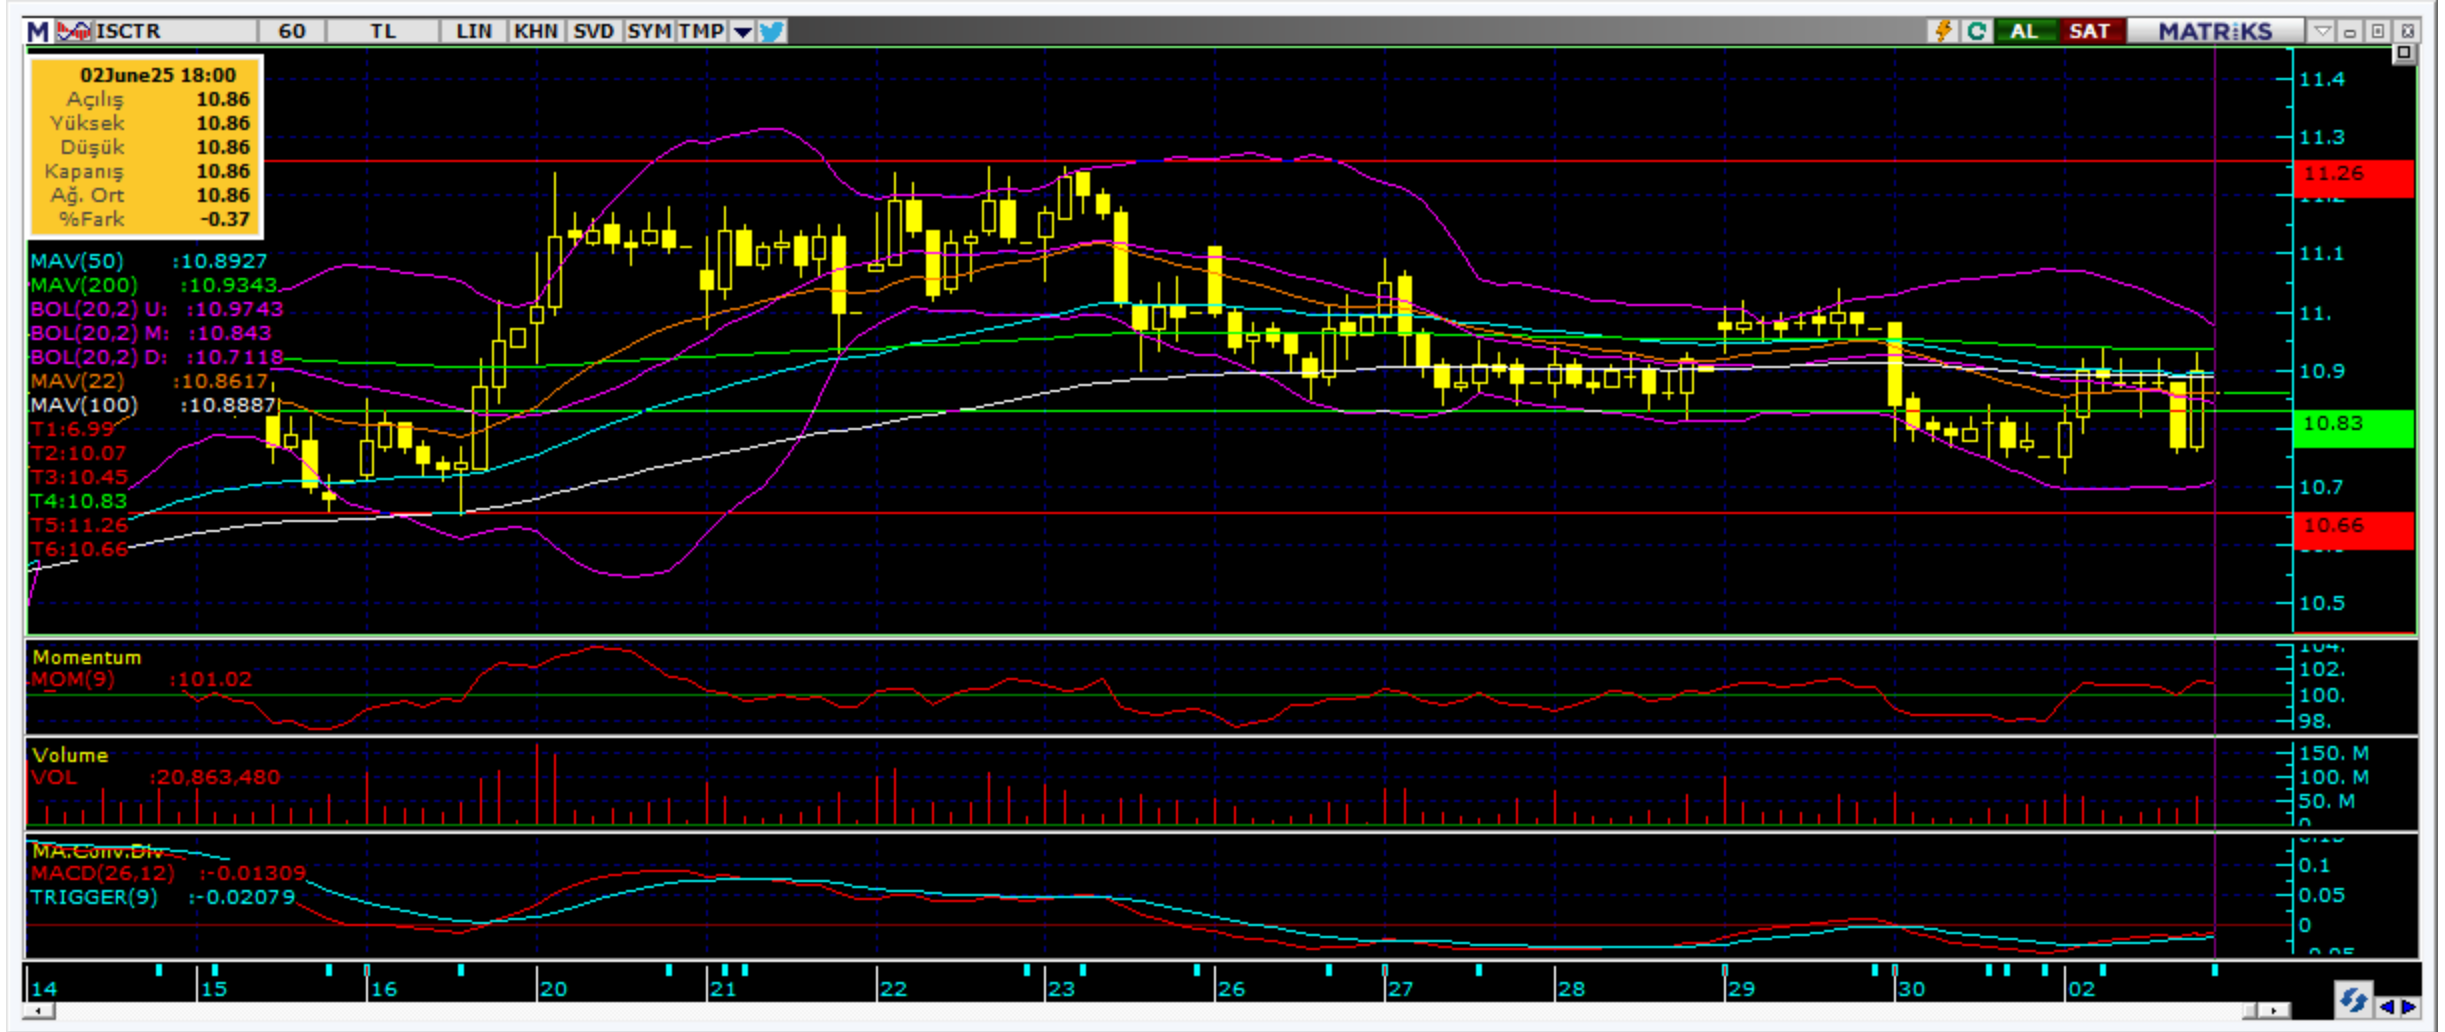 M ISCTR 60 TL LIN KHN SVD SYM TMP AL SAT MATRiKS
02June25 18:00
Açılış 10.86
Yüksek 10.86
Düşük 10.86
Kapanış 10.86
Ağ. Ort 10.86
%Fark -0.37
MAV(50) :10.8927
MAV(200) :10.9343
BOL(20,2) U: :10.9743
BOL(20,2) M: :10.843
BOL(20,2) D: :10.7118
MAV(22) :10.8617
MAV(100) :10.8887
T1:6.99
T2:10.07
T3:10.45
T4:10.83
T5:11.26
T6:10.66
11.4
11.3
11.26
11.1
11.
10.9
10.83
10.7
10.66
10.5
Momentum
MOM(9) :101.02
104.
102.
100.
98.
Volume
VOL :20,863,480
150. M
100. M
50. M
0
MA.Conv.Div
MACD(26,12) :-0.01309
TRIGGER(9) :-0.02079
0.1
0.05
0
14 15 16 20 21 22 23 26 27 28 29 30 02